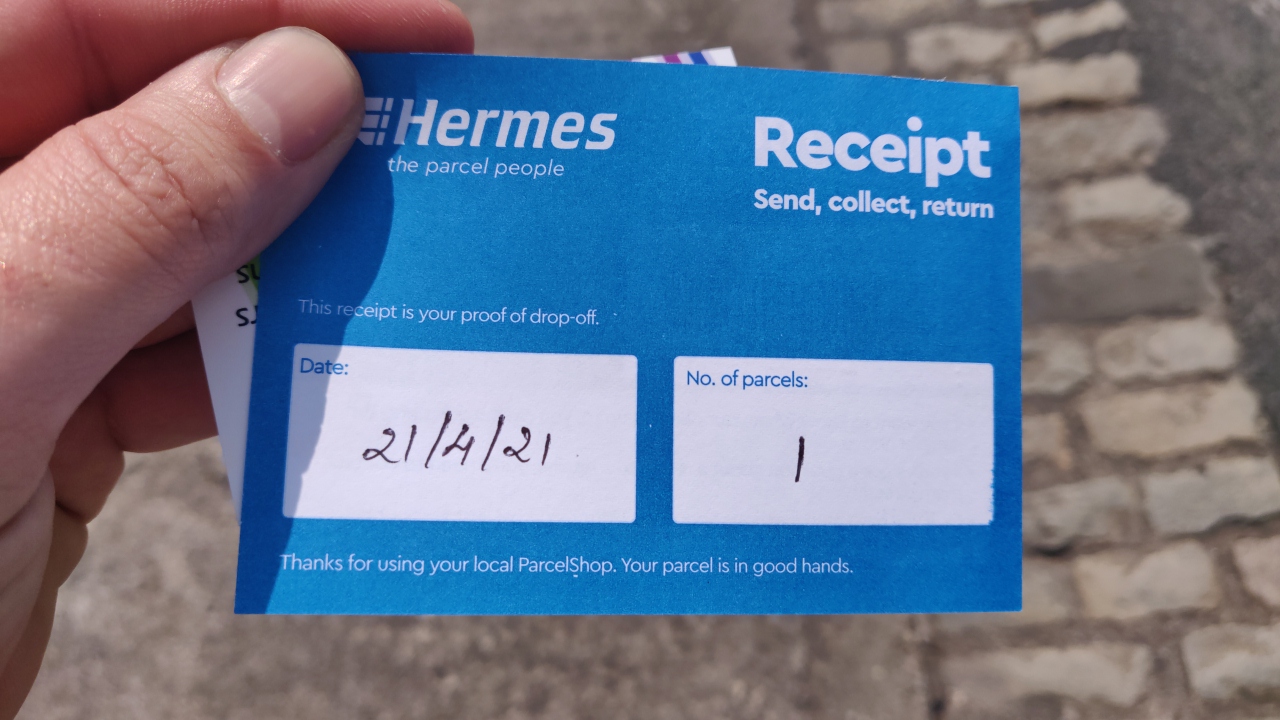 Hermes
the parcel people
Receipt
Send, collect, return
This receipt is your proof of drop-off.
Date:
21/4/21
No. of parcels:
1
Thanks for using your local ParcelShop. Your parcel is in good hands.